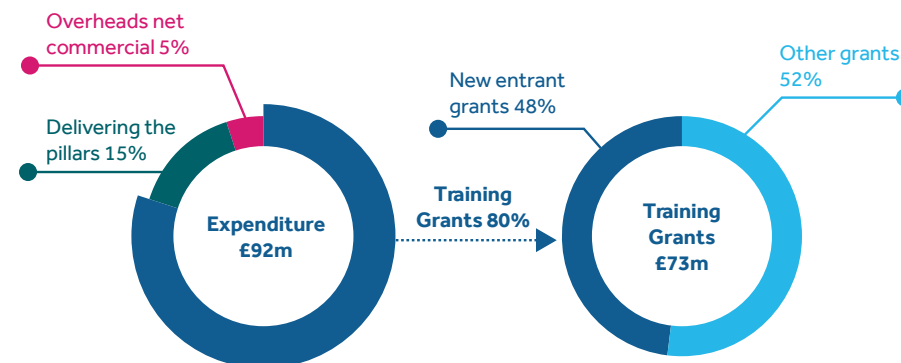 Overheads net
commercial 5%
Delivering the
pillars 15%
Expenditure
£92m
Training
Grants 80%
New entrant
grants 48%
Other grants
52%
Training
Grants
£73m